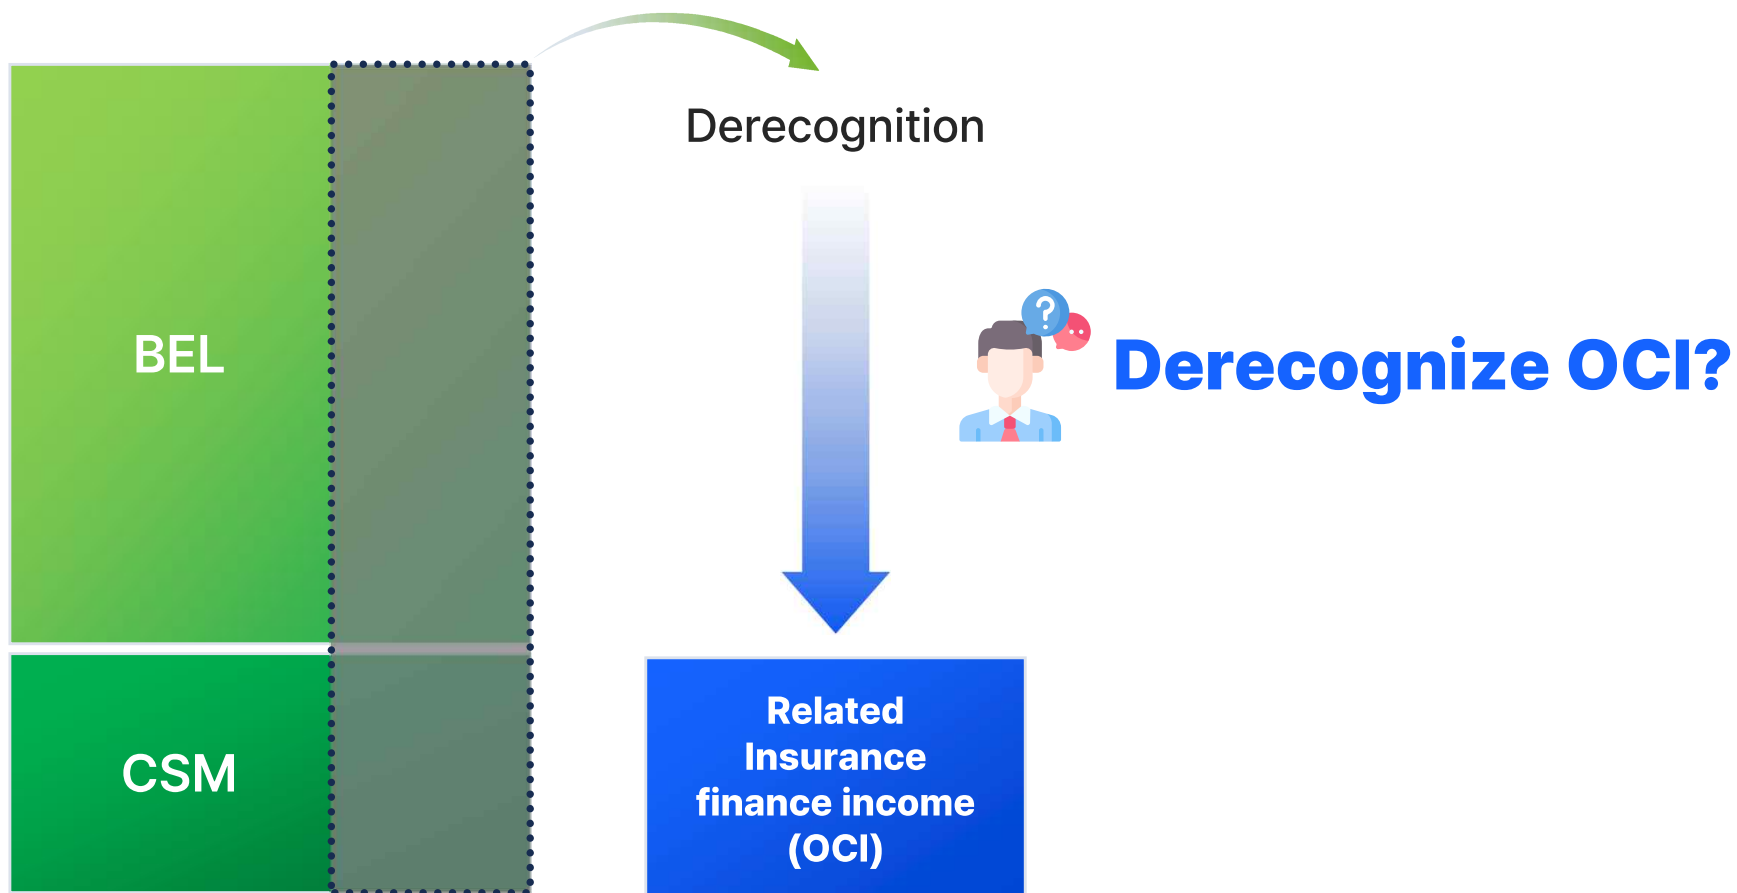 Derecognition
BEL
?
Derecognize OCI?
CSM
Related
Insurance
finance income
(OCI)